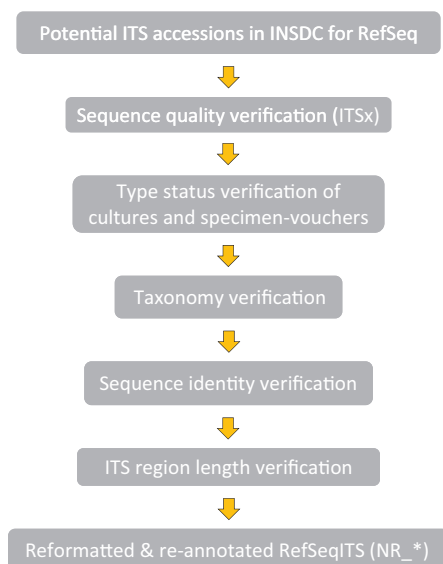 Potential ITS accessions in INSDC for RefSeq
Sequence quality verification (ITSx)
Type status verification of
cultures and specimen-vouchers
Taxonomy verification
Sequence identity verification
ITS region length verification
Reformatted & re-annotated RefSeqITS (NR_*)